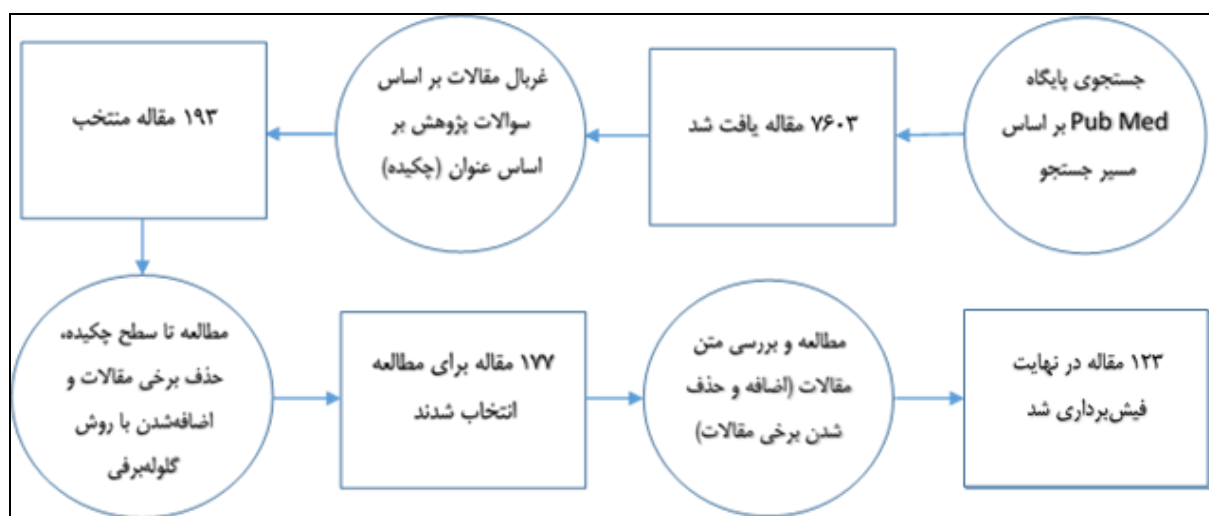 جستجوی پایگاه
Pub Med بر اساس
مسیر جستجو
۷۶۰۳ مقاله یافت شد
غربال مقالات بر اساس
سوالات پژوهش بر
اساس عنوان (چکیده)
۱۹۳ مقاله منتخب
مطالعه تا سطح چکیده،
حذف برخی مقالات و
اضافه‌شدن با روش
گلوله‌برفی
۱۷۷ مقاله برای مطالعه
انتخاب شدند
مطالعه و بررسی متن
مقالات (اضافه و حذف
شدن برخی مقالات)
۱۲۳ مقاله در نهایت
فیش‌برداری شد